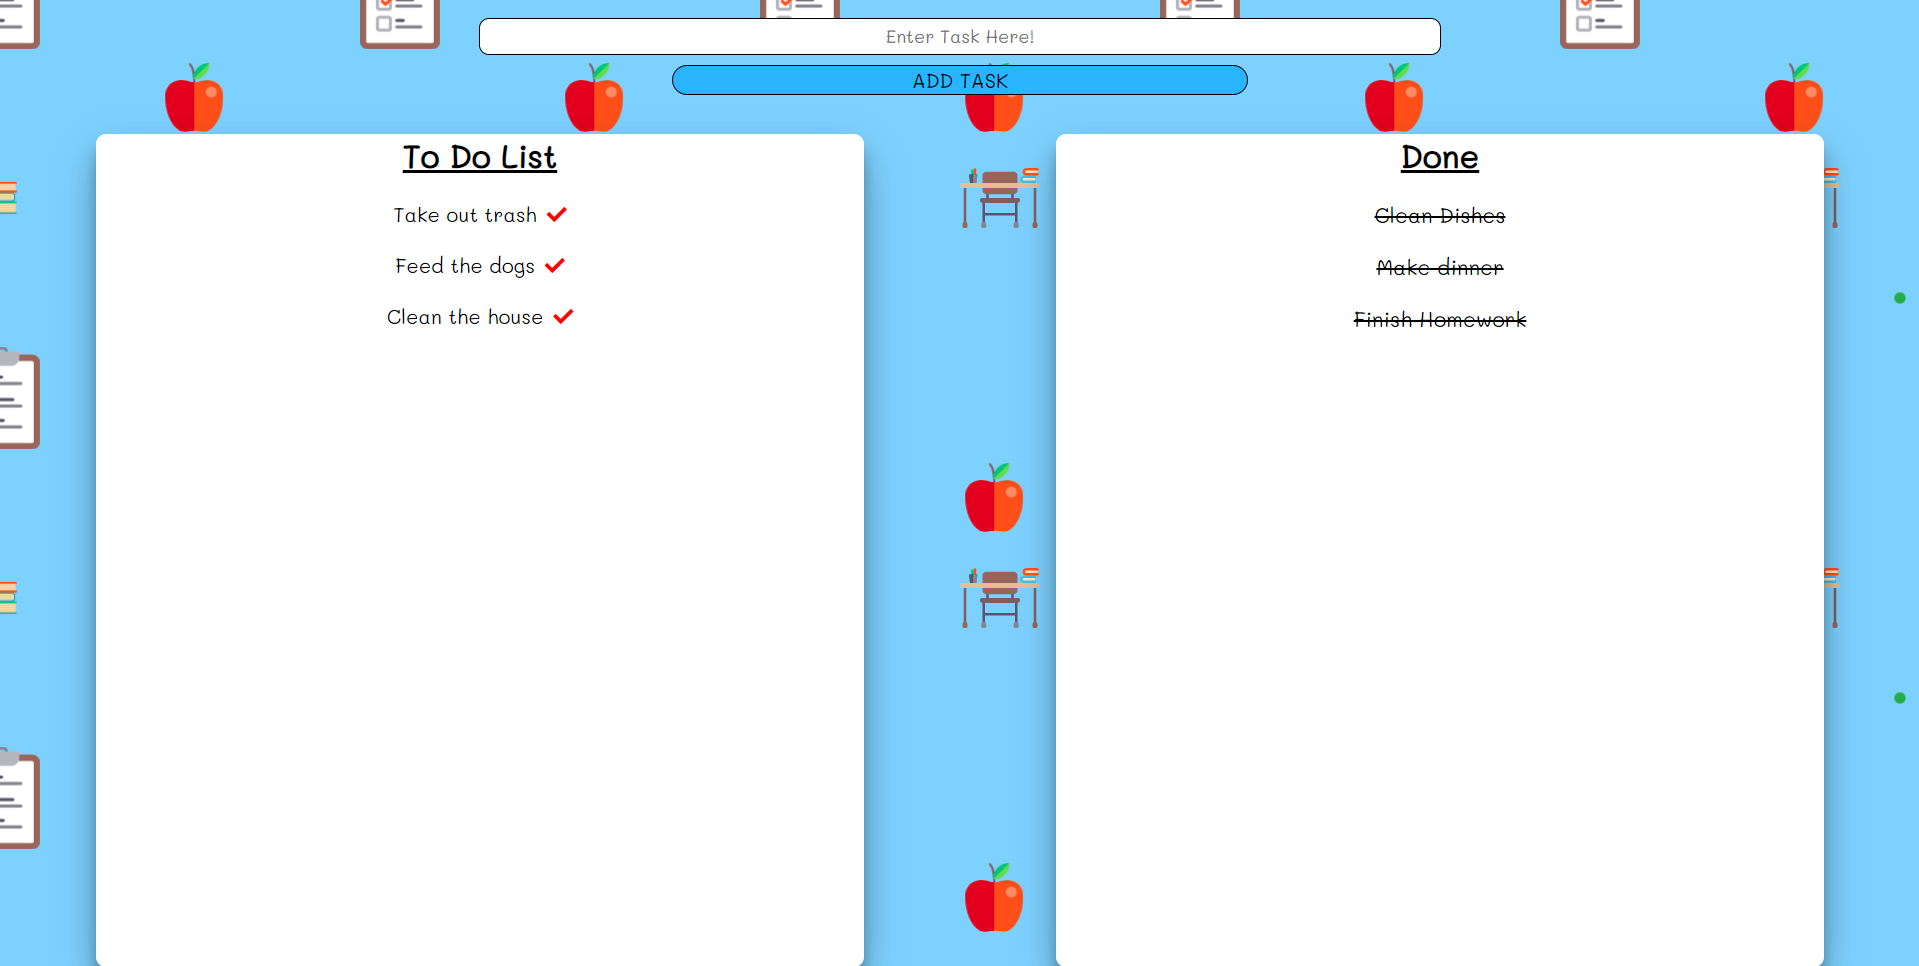 Enter Task Here!
ADD TASK
To Do List
Take out trash
Feed the dogs
Clean the house
Done
Clean Dishes
Make dinner
Finish Homework